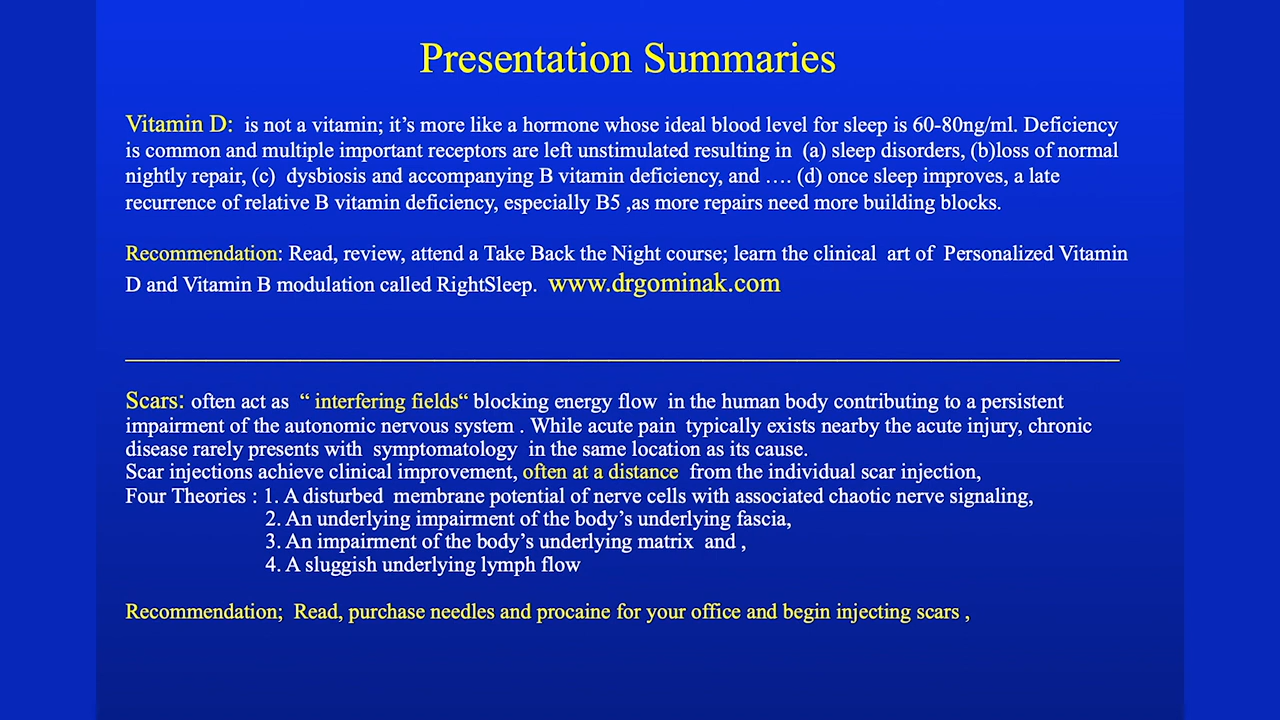 Presentation Summaries
Vitamin D: is not a vitamin; it’s more like a hormone whose ideal blood level for sleep is 60-80ng/ml. Deficiency
is common and multiple important receptors are left unstimulated resulting in (a) sleep disorders, (b)loss of normal
nightly repair, (c) dysbiosis and accompanying B vitamin deficiency, and …. (d) once sleep improves, a late
recurrence of relative B vitamin deficiency, especially B5 ,as more repairs need more building blocks.
Recommendation: Read, review, attend a Take Back the Night course; learn the clinical art of Personalized Vitamin
D and Vitamin B modulation called RightSleep. www.drgominak.com
Scars: often act as “ interfering fields“ blocking energy flow in the human body contributing to a persistent
impairment of the autonomic nervous system . While acute pain typically exists nearby the acute injury, chronic
disease rarely presents with symptomatology in the same location as its cause.
Scar injections achieve clinical improvement, often at a distance from the individual scar injection,
Four Theories : 1. A disturbed membrane potential of nerve cells with associated chaotic nerve signaling,
2. An underlying impairment of the body’s underlying fascia,
3. An impairment of the body’s underlying matrix and ,
4. A sluggish underlying lymph flow
Recommendation; Read, purchase needles and procaine for your office and begin injecting scars ,